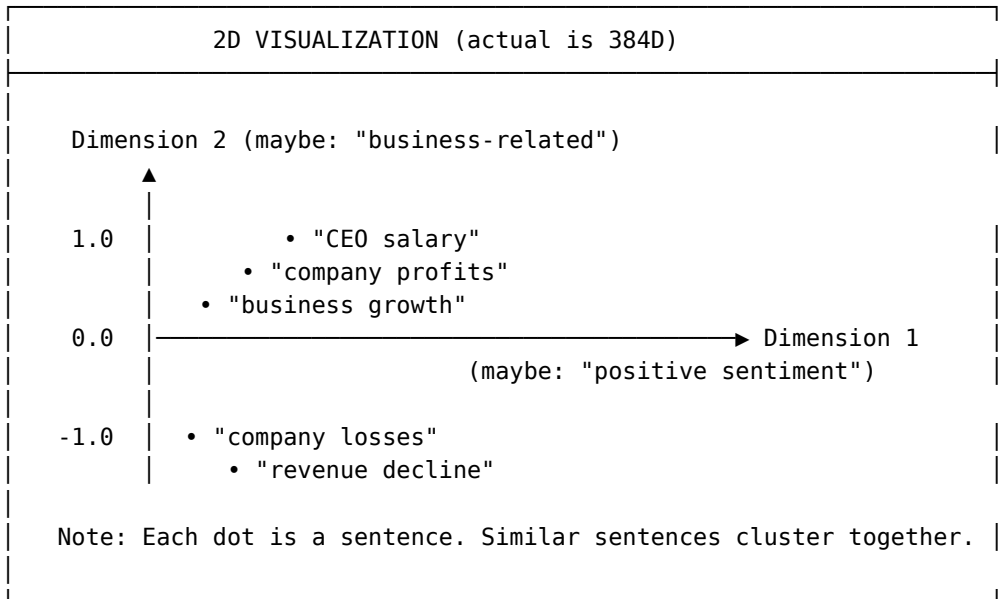 2D VISUALIZATION (actual is 384D)
Dimension 2 (maybe: "business-related")
1.0 • "CEO salary"
• "company profits"
• "business growth"
0.0 Dimension 1
(maybe: "positive sentiment")
-1.0 • "company losses"
• "revenue decline"
Note: Each dot is a sentence. Similar sentences cluster together.